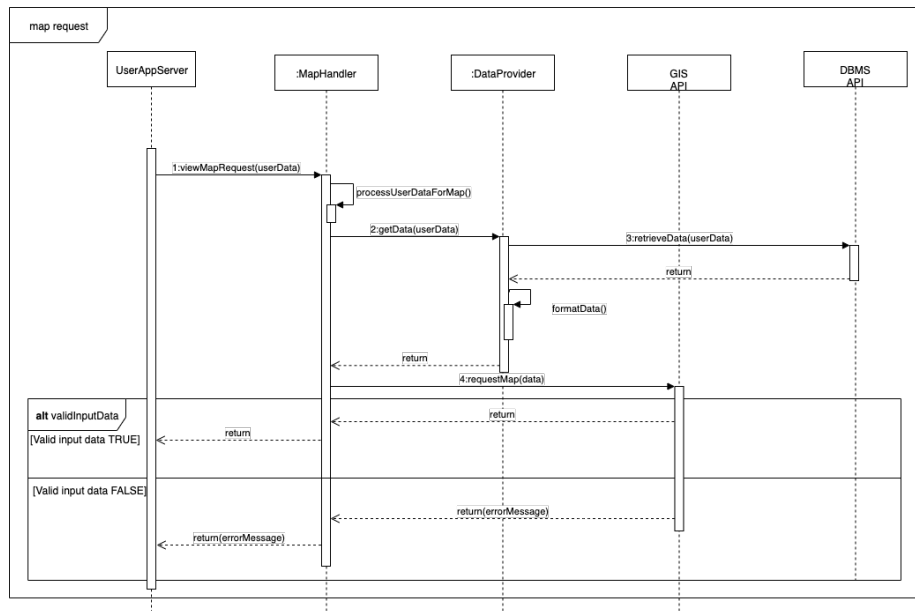 map request
UserAppServer
:MapHandler
:DataProvider
GIS
API
DBMS
API
1:viewMapRequest(userData)
processUserDataForMap()
2:getData(userData)
3:retrieveData(userData)
return
formatData()
return
4:requestMap(data)
alt validInputData
return
return
[Valid input data TRUE]
[Valid input data FALSE]
return(errorMessage)
return(errorMessage)